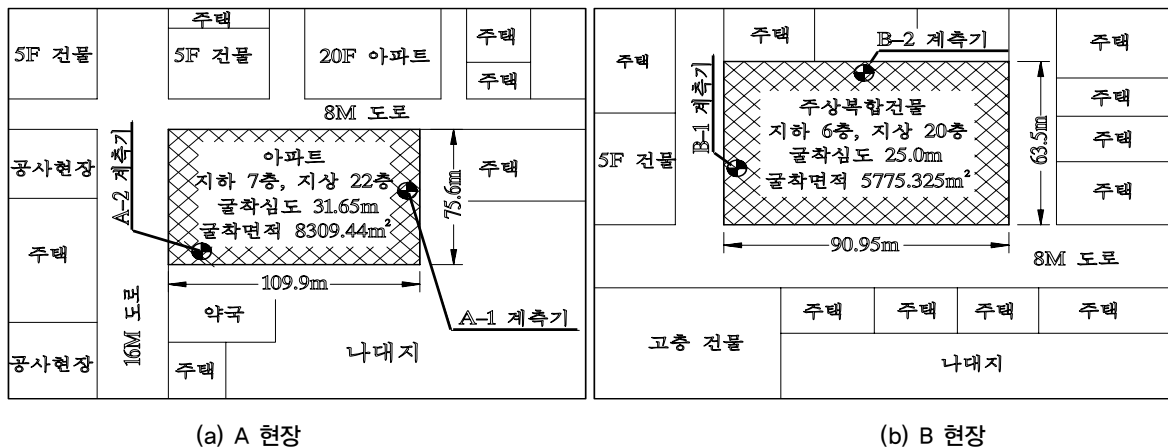 주택
5F 건물
5F 건물
20F 아파트
주택
주택
8M 도로
공사현장
A-2 계측기
아파트
지하 7층, 지상 22층
굴착심도 31.65m
굴착면적 8309.44m²
75.6m
주택
주택
109.9m
16M 도로
약국
A-1 계측기
공사현장
주택
나대지
(a) A 현장
주택
주택
B-2 계측기
주택
B-1 계측기
주상복합건물
지하 6층, 지상 20층
굴착심도 25.0m
굴착면적 5775.325m²
63.5m
주택
주택
주택
5F 건물
90.95m
8M 도로
고층 건물
주택
주택
주택
주택
나대지
(b) B 현장